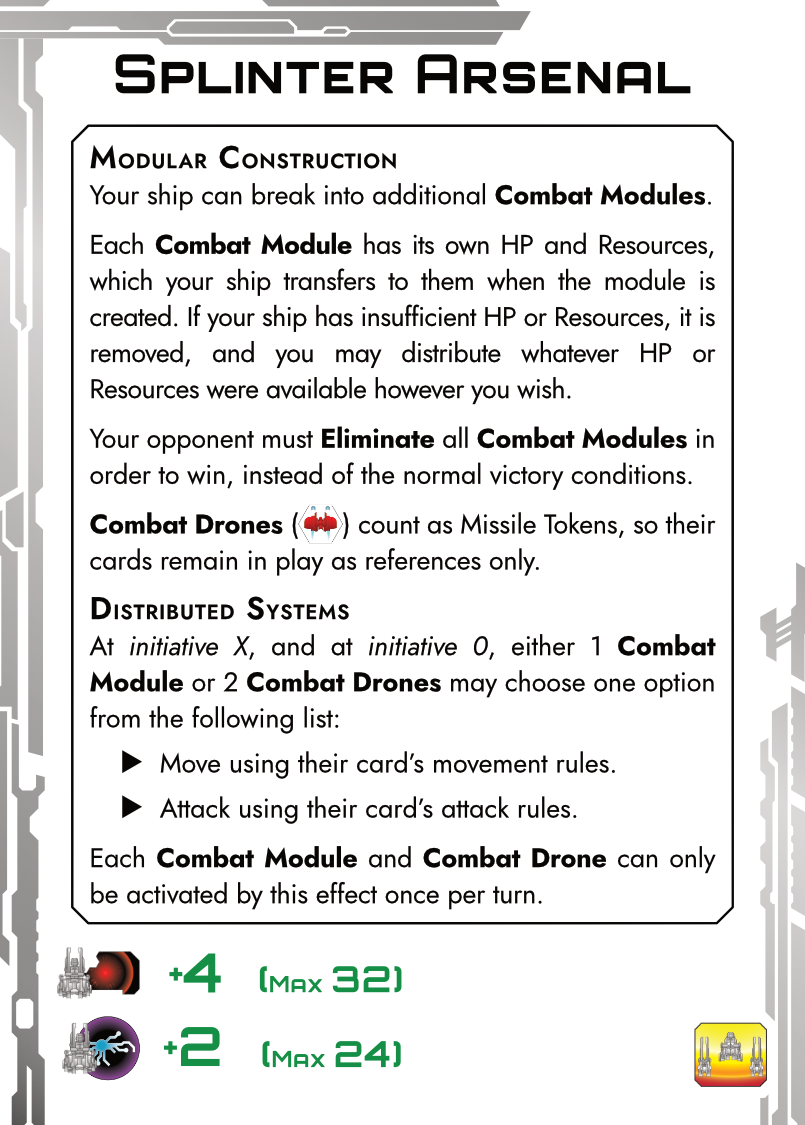 Splinter Arsenal
Modular Construction
Your ship can break into additional Combat Modules.
Each Combat Module has its own HP and Resources,
which your ship transfers to them when the module is
created. If your ship has insufficient HP or Resources, it is
removed, and you may distribute whatever HP or
Resources were available however you wish.
Your opponent must Eliminate all Combat Modules in
order to win, instead of the normal victory conditions.
Combat Drones ( ) count as Missile Tokens, so their
cards remain in play as references only.
Distributed Systems
At initiative X, and at initiative 0, either 1 Combat
Module or 2 Combat Drones may choose one option
from the following list:
▶ Move using their card's movement rules.
▶ Attack using their card's attack rules.
Each Combat Module and Combat Drone can only
be activated by this effect once per turn.
+4 (Max 32)
+2 (Max 24)